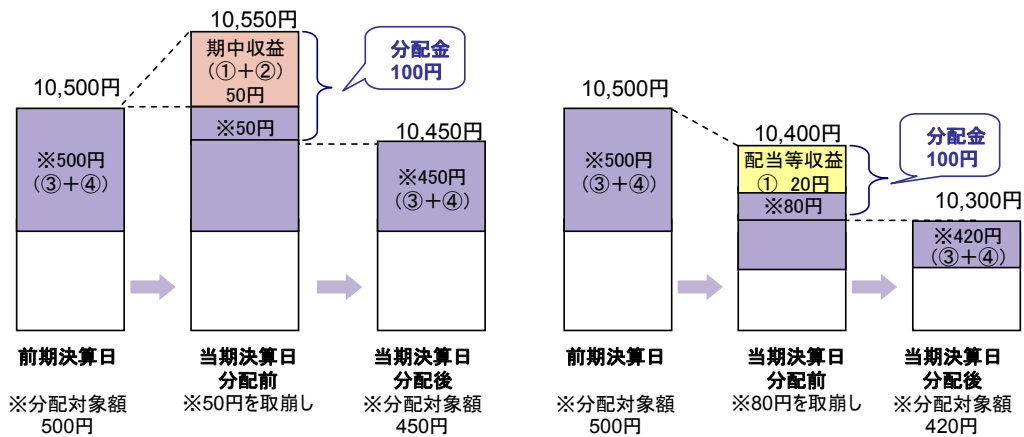 10,550円
期中収益
(①+②)
50円
分配金
100円
10,500円
※50円
10,450円
※500円
(③+④)
※450円
(③+④)
前期決算日
当期決算日
分配前
当期決算日
分配後
※分配対象額
500円
※50円を取崩し
※分配対象額
450円
10,500円
10,400円
分配金
100円
※500円
(③+④)
配当等収益
① 20円
※80円
10,300円
※420円
(③+④)
前期決算日
当期決算日
分配前
当期決算日
分配後
※分配対象額
500円
※80円を取崩し
※分配対象額
420円